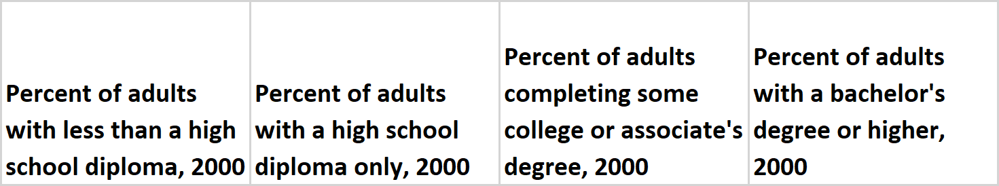 Percent of adults
with less than a high
school diploma, 2000
Percent of adults
with a high school
diploma only, 2000
Percent of adults
completing some
college or associate's
degree, 2000
Percent of adults
with a bachelor's
degree or higher,
2000